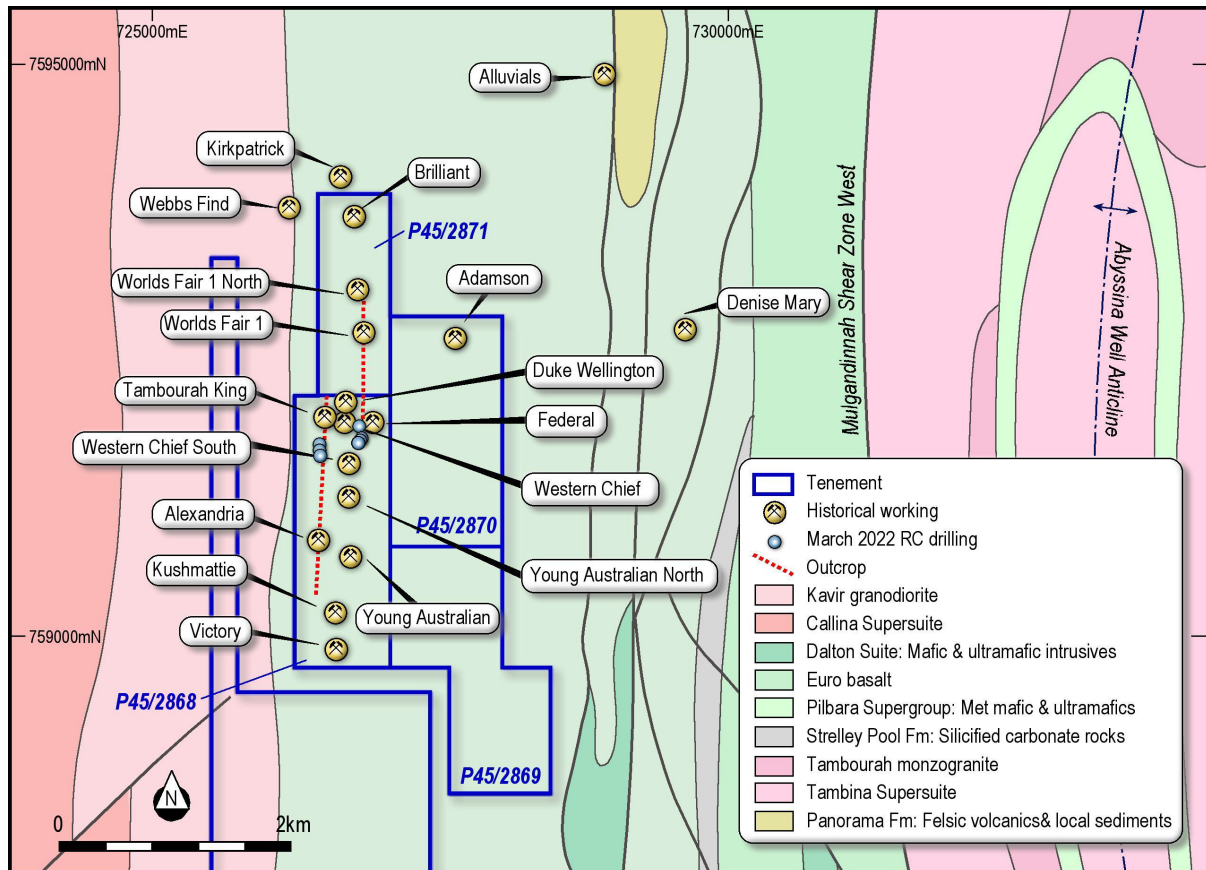 725000mE
730000mE
7595000mN
Alluvials
Kirkpatrick
Brilliant
Webbs Find
P45/2871
Worlds Fair 1 North
Adamson
Worlds Fair 1
Denise Mary
Duke Wellington
Tambourah King
Federal
Western Chief South
Western Chief
Alexandria
P45/2870
Kushmattie
Young Australian North
Young Australian
Victory
759000mN
P45/2868
P45/2869
Mulgandinnah Shear Zone West
Abyssina Well Anticline
N
0 2km
Tenement
Historical working
March 2022 RC drilling
Outcrop
Kavir granodiorite
Callina Supersuite
Dalton Suite: Mafic & ultramafic intrusives
Euro basalt
Pilbara Supergroup: Met mafic & ultramafics
Strelley Pool Fm: Silicified carbonate rocks
Tambourah monzogranite
Tambina Supersuite
Panorama Fm: Felsic volcanics& local sediments